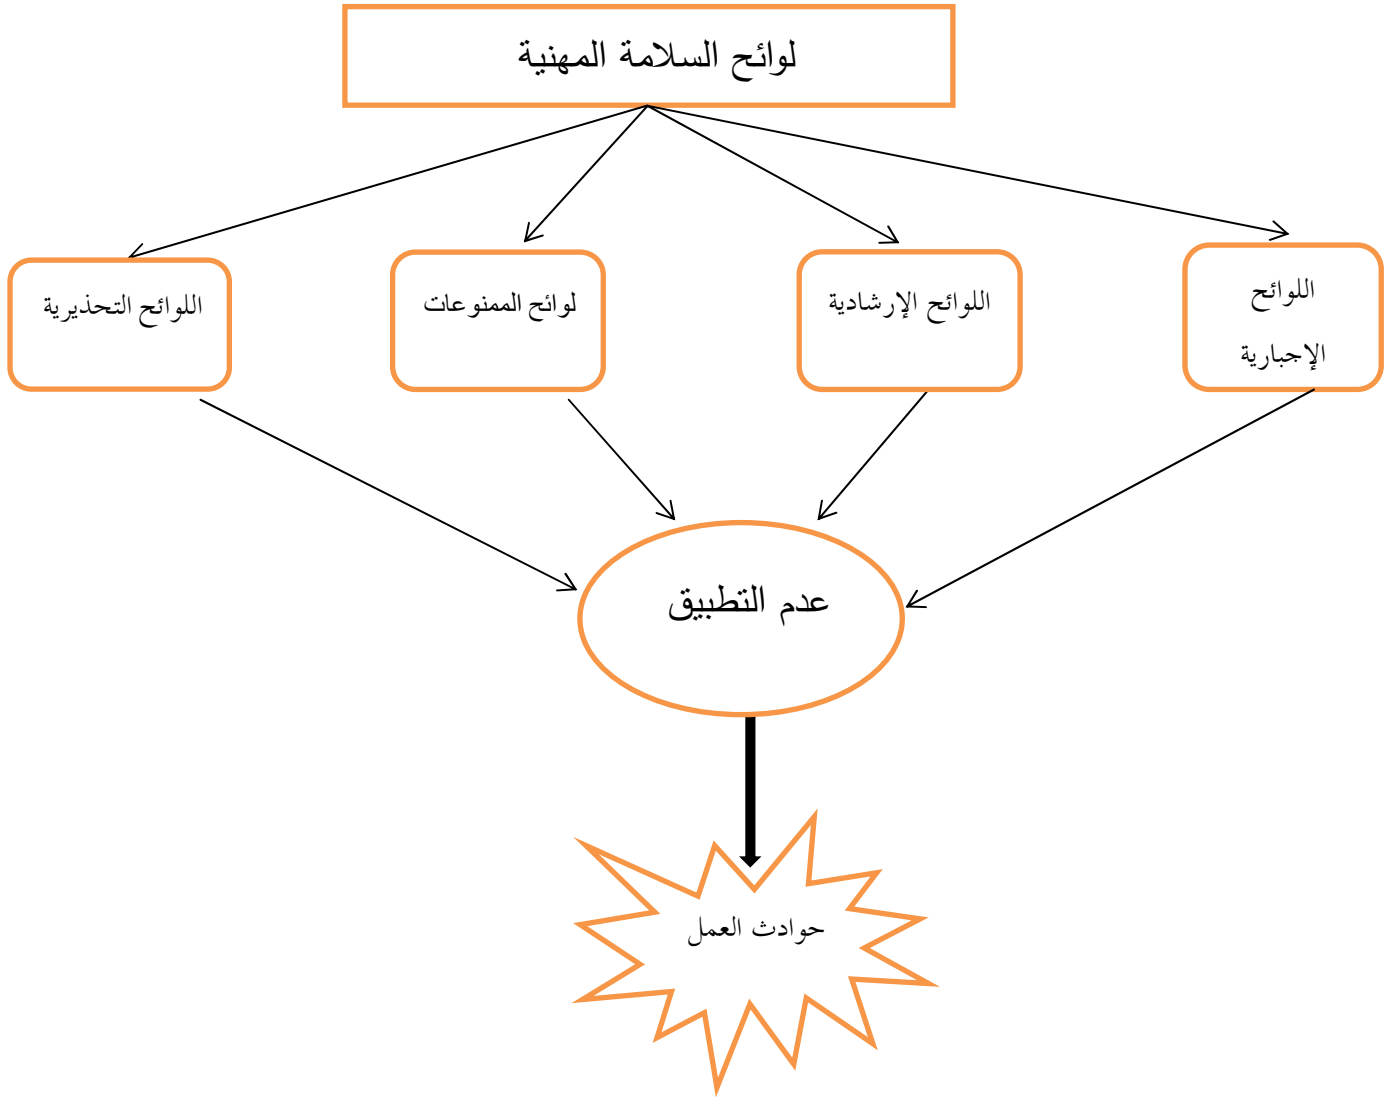 لوائح السلامة المهنية
اللوائح
الإجبارية
اللوائح الإرشادية
لوائح الممنوعات
اللوائح التحذيرية
عدم التطبيق
حوادث العمل